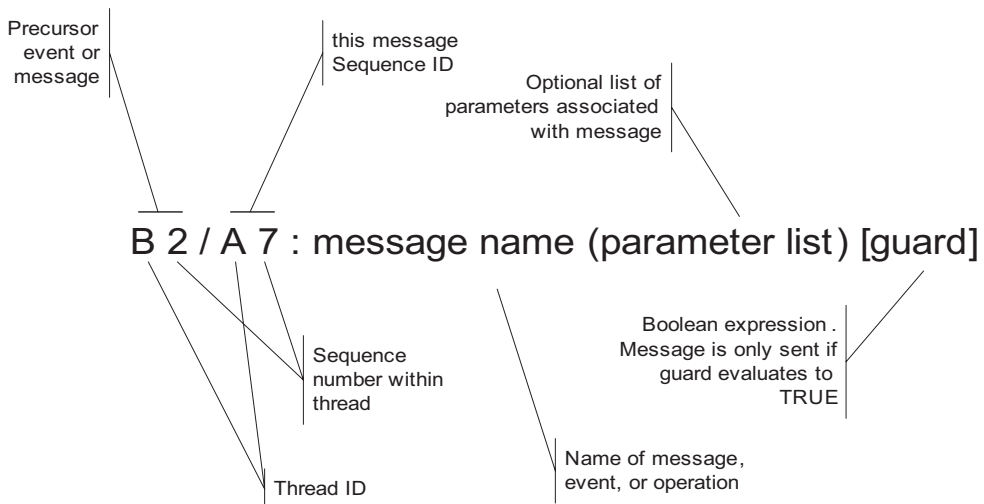 Precursor
event or
message
this message
Sequence ID
Optional list of
parameters associated
with message
B 2 / A 7 : message name (parameter list) [guard]
Sequence
number within
thread
Boolean expression .
Message is only sent if
guard evaluates to
TRUE
Thread ID
Name of message,
event, or operation